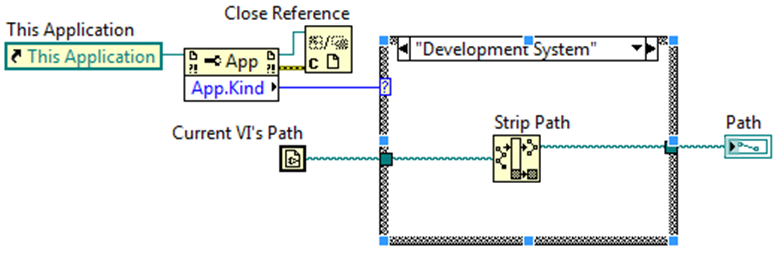 Close Reference
This Application
This Application
"Development System"
App
C
App.Kind
?
Strip Path
Path
Current VI's Path